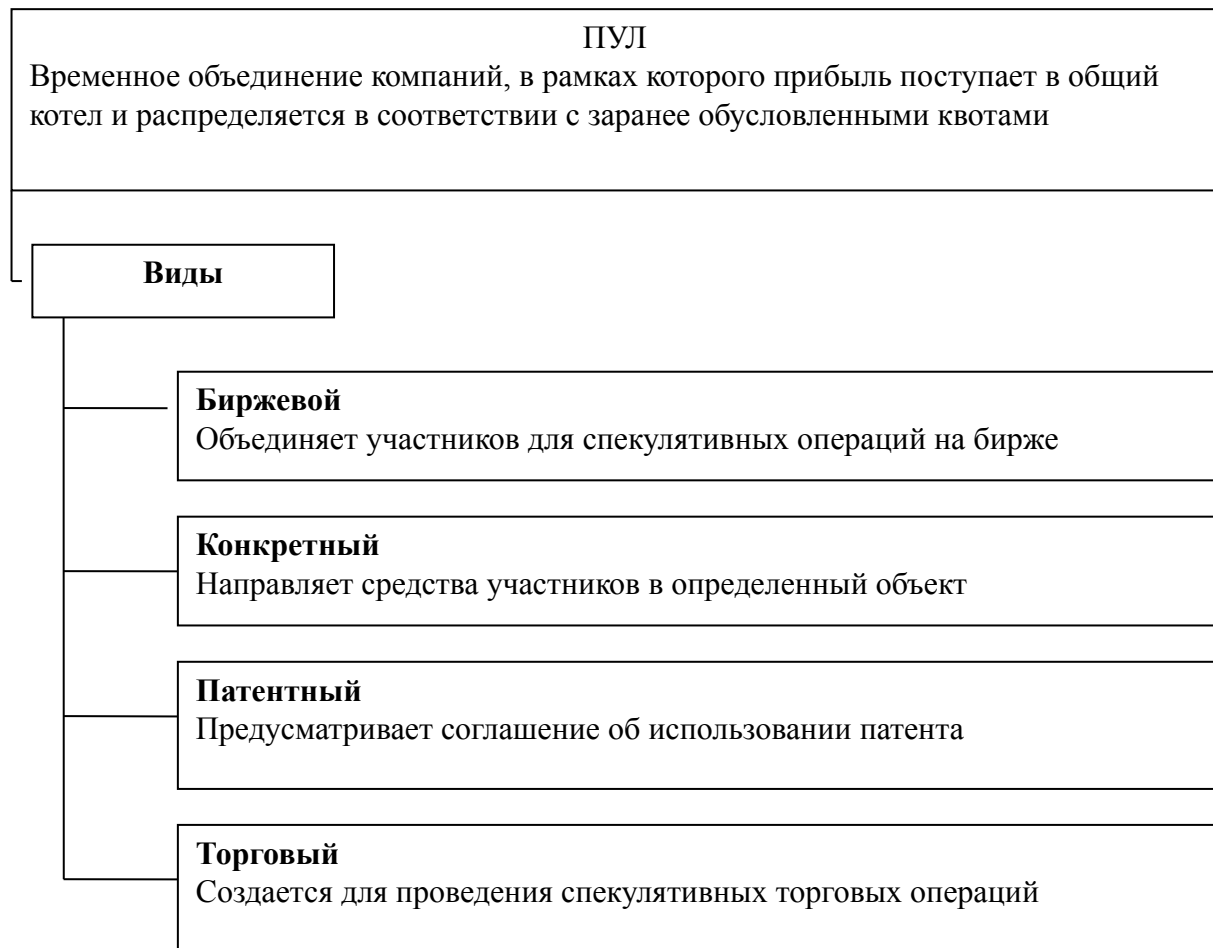 ПУЛ
Временное объединение компаний, в рамках которого прибыль поступает в общий
котел и распределяется в соответствии с заранее обусловленными квотами
Виды
Биржевой
Объединяет участников для спекулятивных операций на бирже
Конкретный
Направляет средства участников в определенный объект
Патентный
Предусматривает соглашение об использовании патента
Торговый
Создается для проведения спекулятивных торговых операций